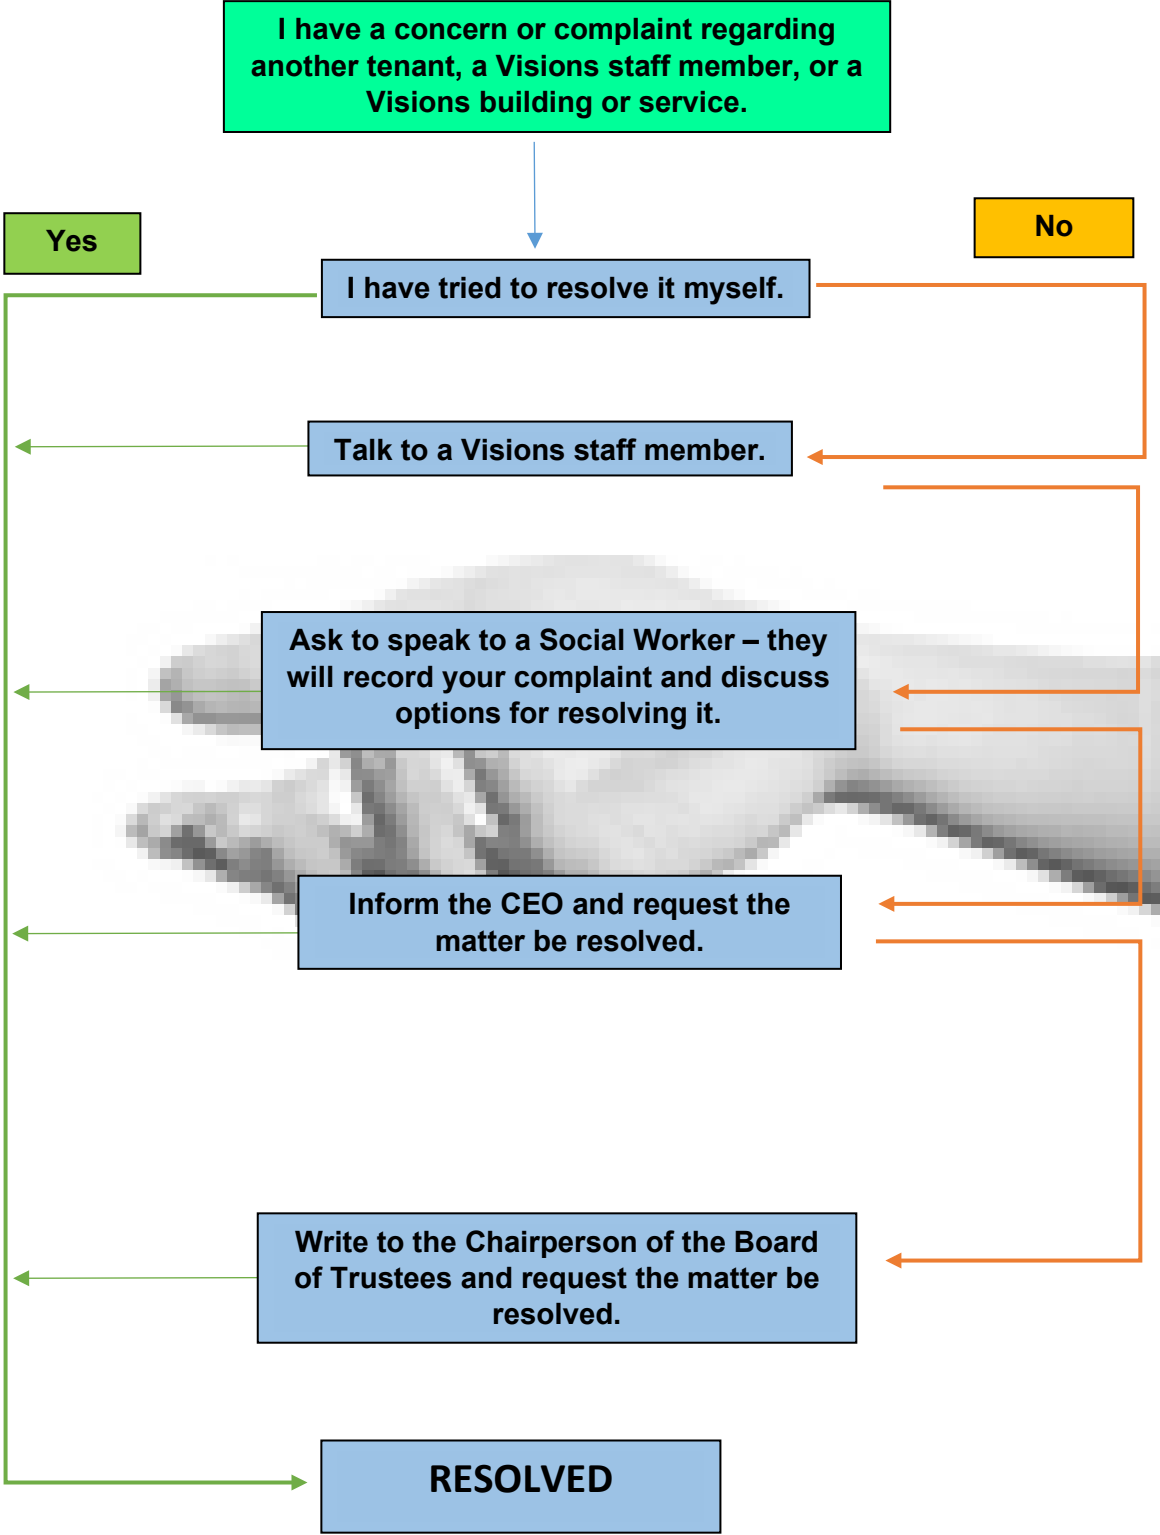 I have a concern or complaint regarding
another tenant, a Visions staff member, or a
Visions building or service.
Yes
No
I have tried to resolve it myself.
Talk to a Visions staff member.
Ask to speak to a Social Worker – they
will record your complaint and discuss
options for resolving it.
Inform the CEO and request the
matter be resolved.
Write to the Chairperson of the Board
of Trustees and request the matter be
resolved.
RESOLVED